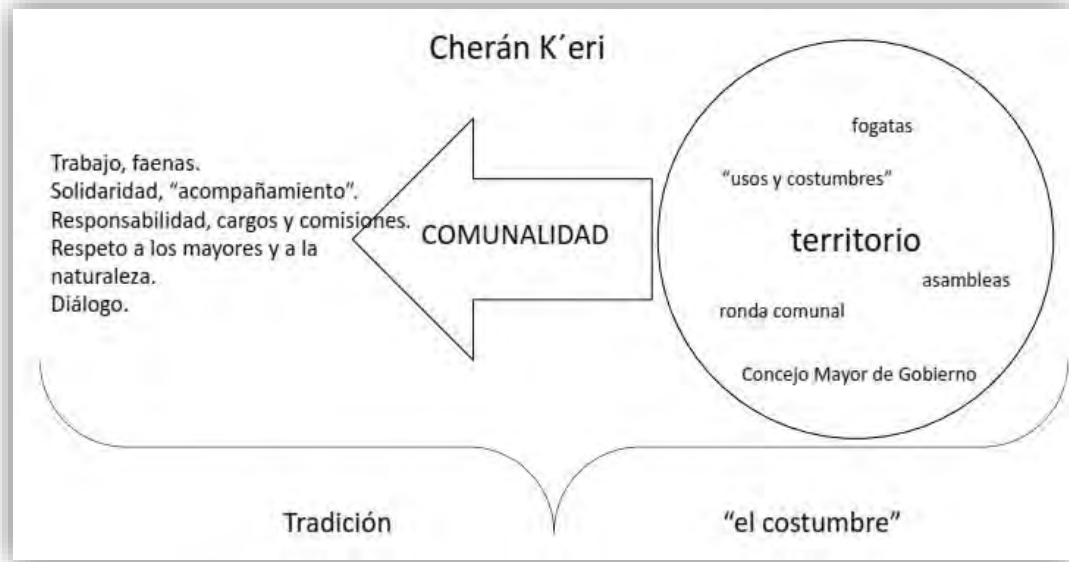 Cherán K´eri
Trabajo, faenas.
Solidaridad, “acompañamiento”.
Responsabilidad, cargos y comisiones.
Respeto a los mayores y a la
naturaleza.
Diálogo.
COMUNALIDAD
fogatas
“usos y costumbres”
territorio
asambleas
ronda comunal
Concejo Mayor de Gobierno
Tradición
“el costumbre”